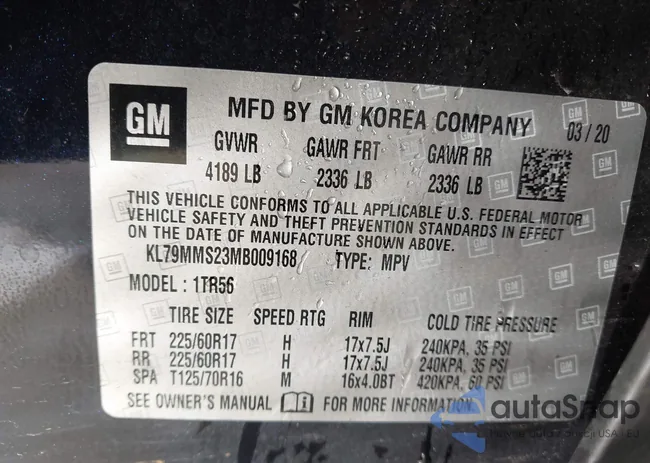 GM
MFD BY GM KOREA COMPANY 03/20
GVWR GAWR FRT GAWR RR
4189 LB 2336 LB 2336 LB
THIS VEHICLE CONFORMS TO ALL APPLICABLE U.S. FEDERAL MOTOR
VEHICLE SAFETY AND THEFT PREVENTION STANDARDS IN EFFECT
ON THE DATE OF MANUFACTURE SHOWN ABOVE.
KL79MMS23MB009168 TYPE: MPV
MODEL : 1TR56
TIRE SIZE SPEED RTG RIM COLD TIRE PRESSURE
FRT 225/60R17 H 17x7.5J 240KPA, 35 PSI
RR 225/60R17 H 17x7.5J 240KPA, 35 PSI
SPA T125/70R16 M 16x4.0BT 420KPA, 60 PSI
SEE OWNER'S MANUAL FOR MORE INFORMATION.
autoSnap
USA - EU